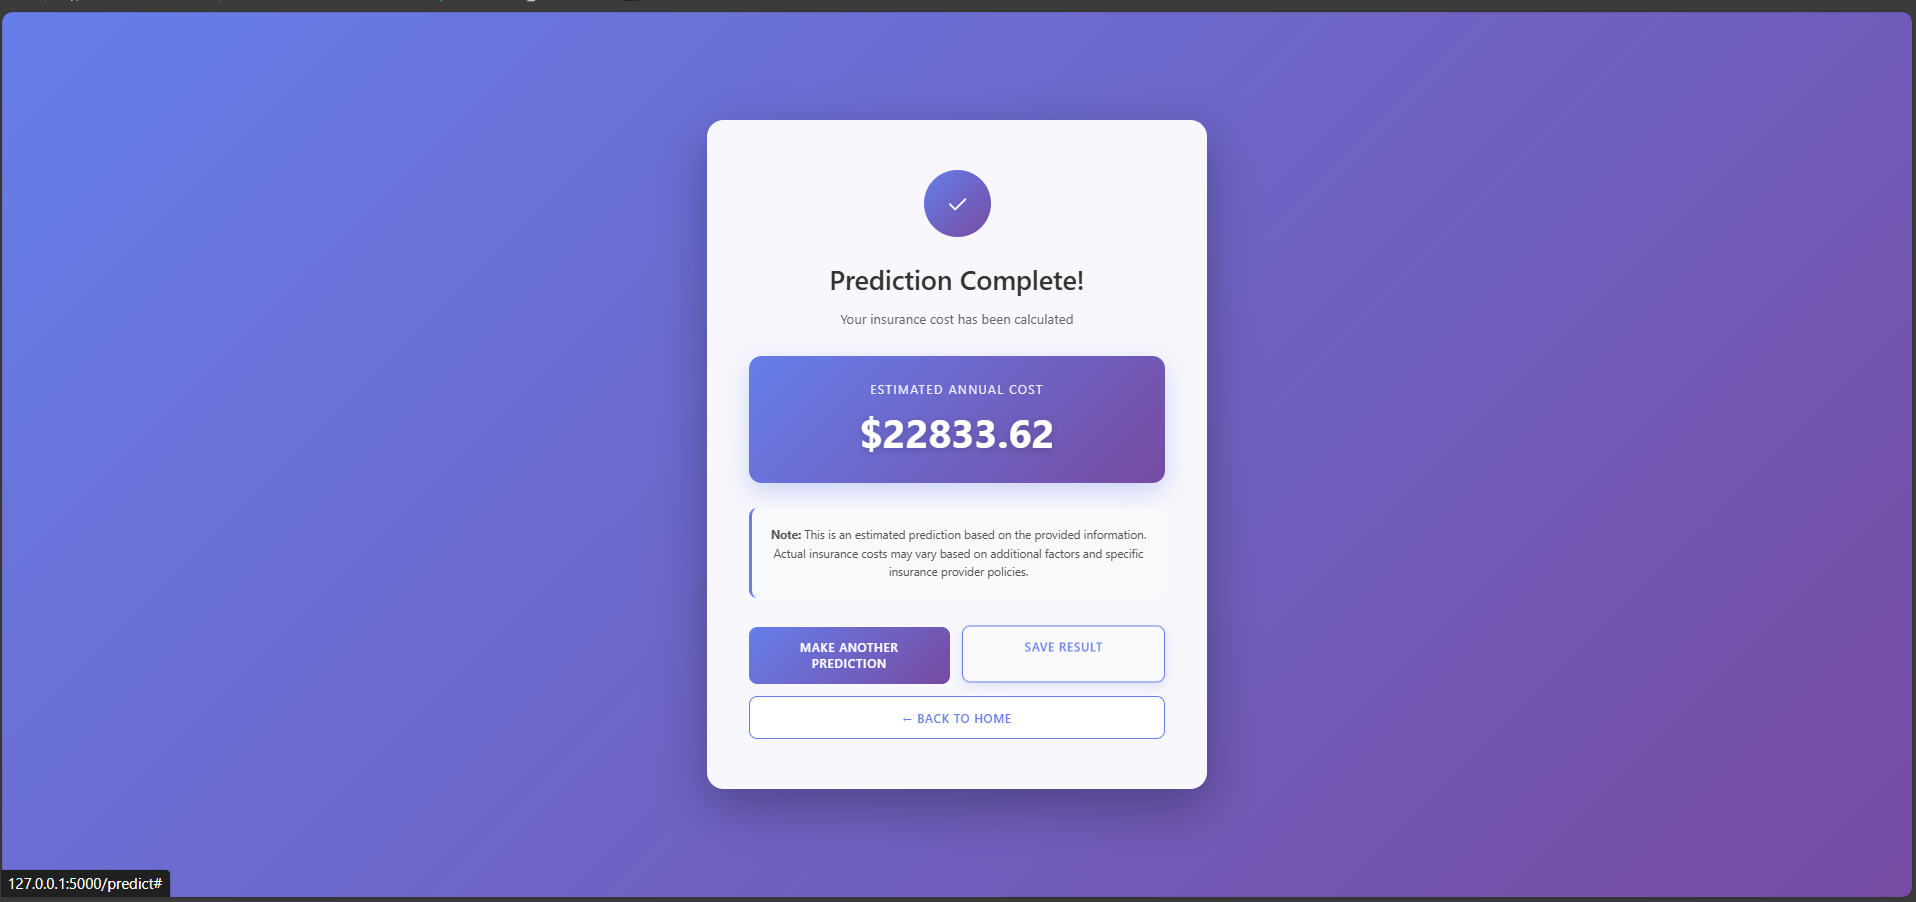 Prediction Complete!
Your insurance cost has been calculated
ESTIMATED ANNUAL COST
$22833.62
Note: This is an estimated prediction based on the provided information.
Actual insurance costs may vary based on additional factors and specific
insurance provider policies.
MAKE ANOTHER
PREDICTION
SAVE RESULT
← BACK TO HOME
127.0.0.1:5000/predict#